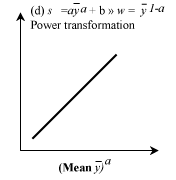 (d) s =aȳ a + b » w = ȳ 1-a
Power transformation
(Mean ȳ) a